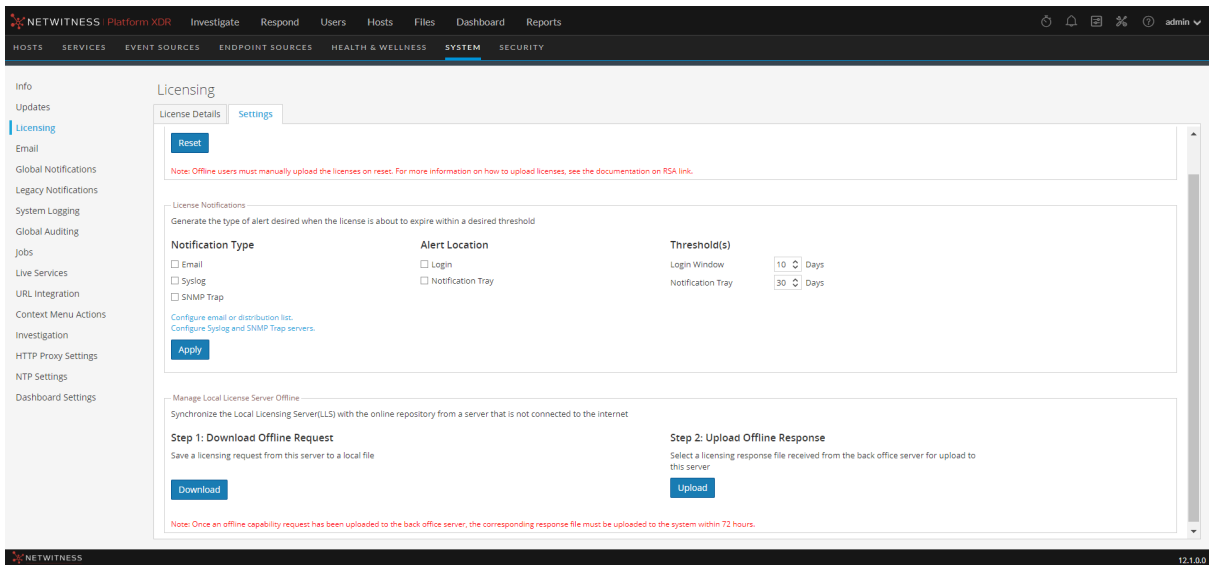 NETWITNESS Platform XDR Investigate Respond Users Hosts Files Dashboard Reports admin
HOSTS SERVICES EVENT SOURCES ENDPOINT SOURCES HEALTH & WELLNESS SYSTEM SECURITY
Info
Updates
Licensing
Email
Global Notifications
Legacy Notifications
System Logging
Global Auditing
Jobs
Live Services
URL Integration
Context Menu Actions
Investigation
HTTP Proxy Settings
NTP Settings
Dashboard Settings
Licensing
License Details Settings
Reset
Note: Offline users must manually upload the licenses on reset. For more information on how to upload licenses, see the documentation on RSA link.
License Notifications
Generate the type of alert desired when the license is about to expire within a desired threshold
Notification Type Alert Location Threshold(s)
Email Login Login Window 10 Days
Syslog Notification Tray Notification Tray 30 Days
SNMP Trap
Configure email or distribution list.
Configure Syslog and SNMP Trap servers.
Apply
Manage Local License Server Offline
Synchronize the Local Licensing Server(LLS) with the online repository from a server that is not connected to the internet
Step 1: Download Offline Request
Save a licensing request from this server to a local file
Download
Step 2: Upload Offline Response
Select a licensing response file received from the back office server for upload to
this server
Upload
Note: Once an offline capability request has been uploaded to the back office server, the corresponding response file must be uploaded to the system within 72 hours.
NETWITNESS 12.1.0.0